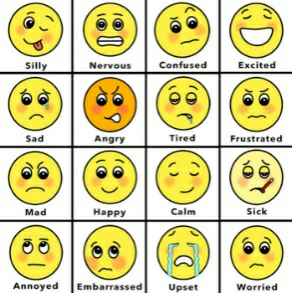 Silly Nervous Confused Excited
Sad Angry Tired Frustrated
Mad Happy Calm Sick
Annoyed Embarrassed Upset Worried